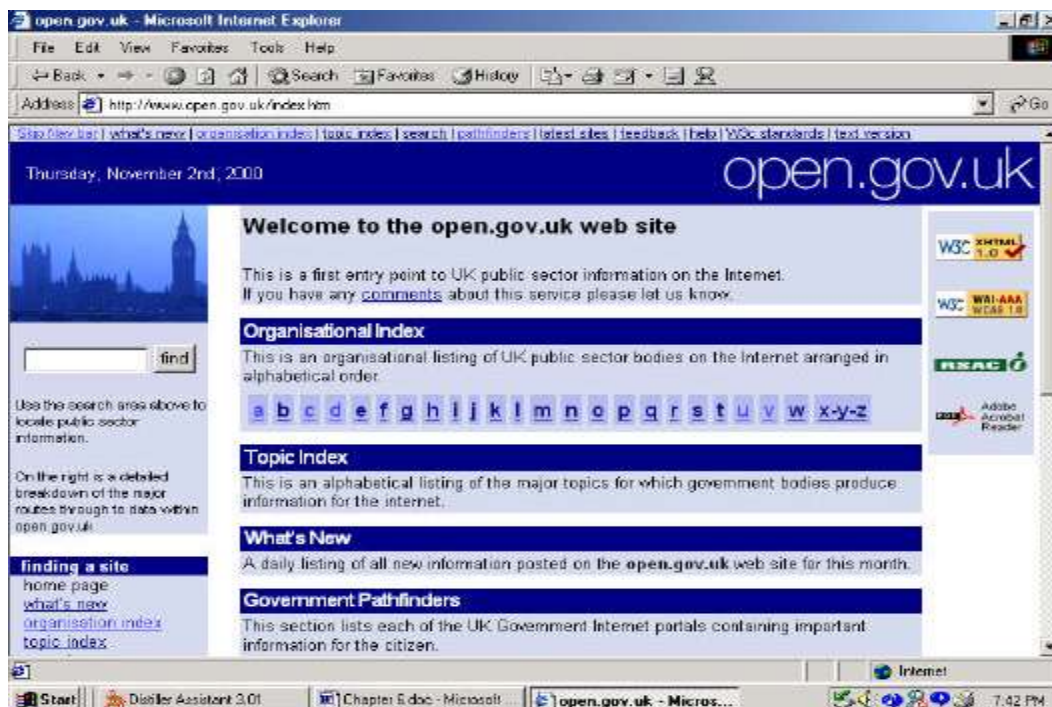 open.gov.uk - Microsoft Internet Explorer
File Edit View Favorites Tools Help
Back Search Favorites History
Address http://www.open.gov.uk/index.htm Go
Skip Nav bar | what's new | organisation index | topic index | search | pathfinders | latest sites | feedback | help | W3c standards | text version
Thursday, November 2nd, 2000
open.gov.uk
find
Use the search area above to
locate public sector
information.
On the right is a detailed
breakdown of the major
routes through to data within
open.gov.uk
finding a site
home page
what's new
organisation index
topic index
Welcome to the open.gov.uk web site
This is a first entry point to UK public sector information on the Internet.
If you have any comments about this service please let us know.
Organisational Index
This is an organisational listing of UK public sector bodies on the Internet arranged in
alphabetical order.
a b c d e f g h i j k l m n o p q r s t u v w x-y-z
Topic Index
This is an alphabetical listing of the major topics for which government bodies produce
information for the internet.
What's New
A daily listing of all new information posted on the open.gov.uk web site for this month.
Government Pathfinders
This section lists each of the UK Government Internet portals containing important
information for the citizen.
W3C XHTML 1.0
W3C WAI-AAA
WCAG 1.0
RSAC i
Adobe
Acrobat
Reader
Internet
Start Distiller Assistant 3.01 Chapter 6.doc - Microsoft ... open.gov.uk - Micros... 7:42 PM